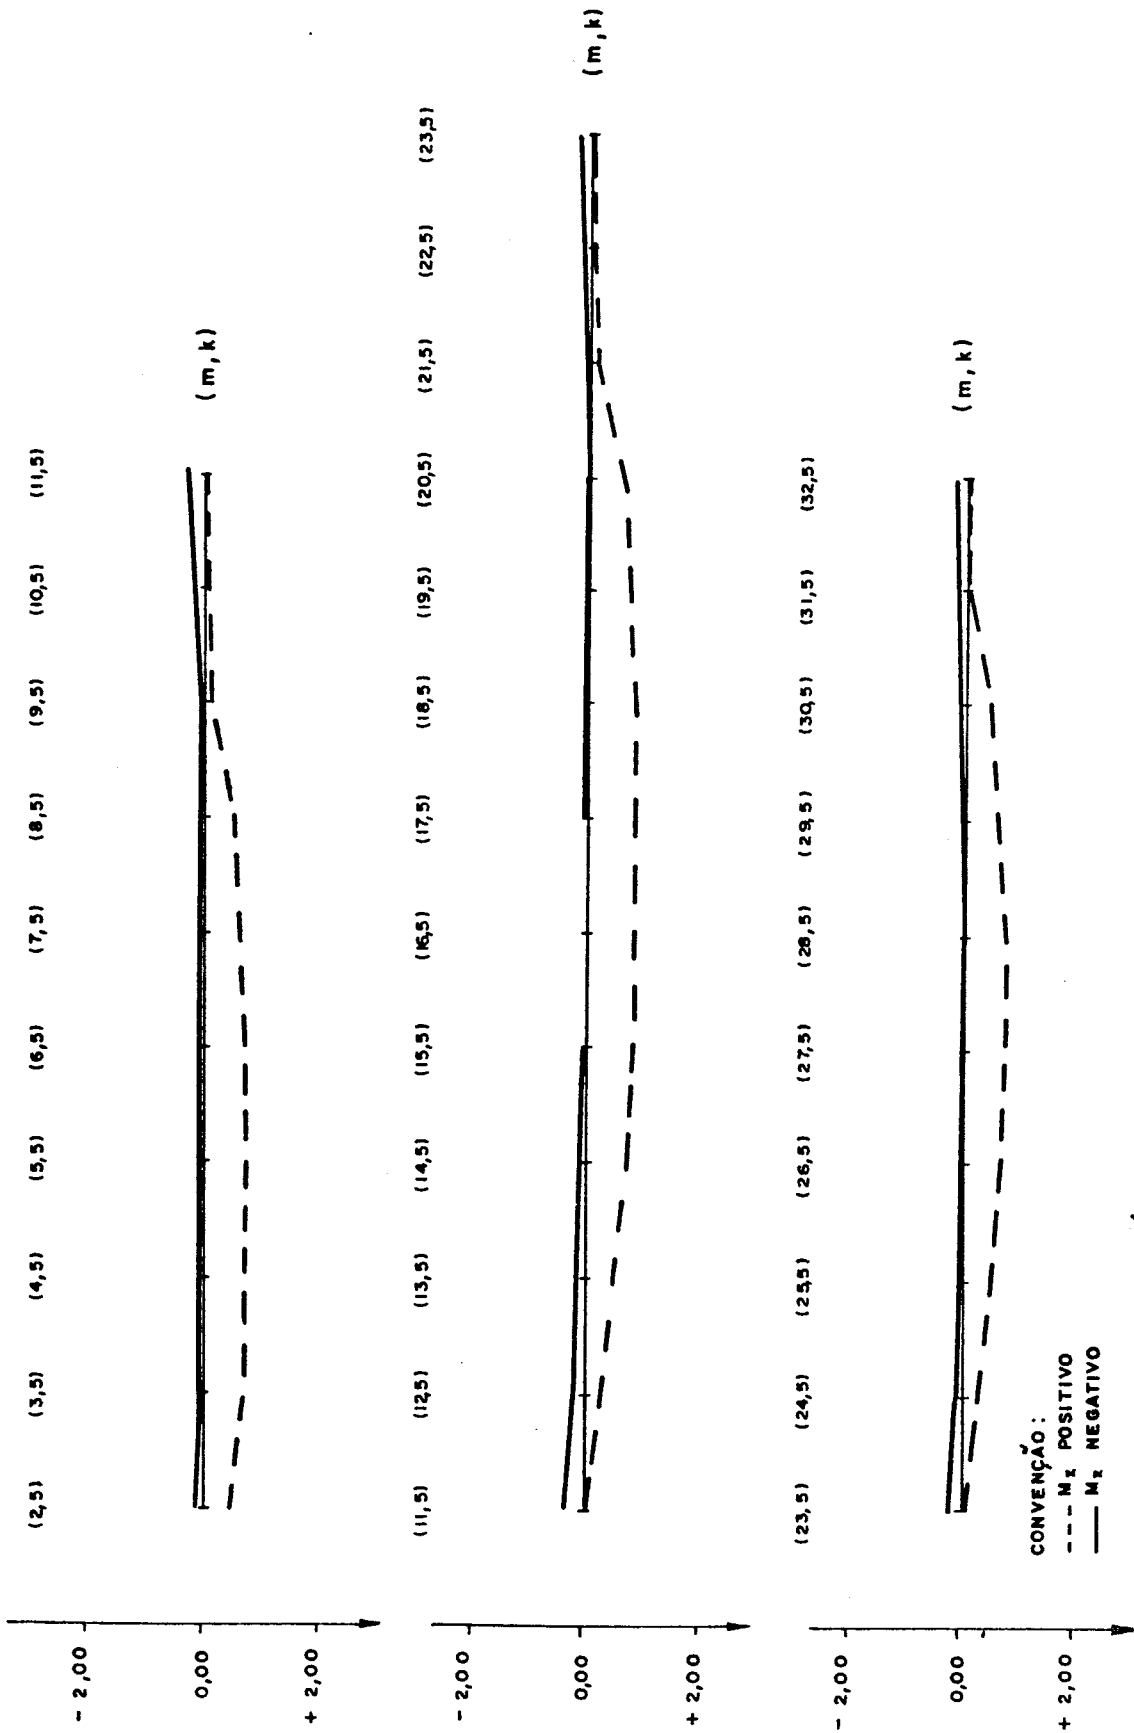 (2,5) (3,5) (4,5) (5,5) (6,5) (7,5) (8,5) (9,5) (10,5) (11,5)
- 2,00
0,00
+ 2,00
(m,k)
(11,5) (12,5) (13,5) (14,5) (15,5) (16,5) (17,5) (18,5) (19,5) (20,5) (21,5) (22,5) (23,5)
- 2,00
0,00
+ 2,00
(m,k)
(23,5) (24,5) (25,5) (26,5) (27,5) (28,5) (29,5) (30,5) (31,5) (32,5)
- 2,00
0,00
+ 2,00
(m,k)
CONVENÇÃO:
--- Mx POSITIVO
— Mx NEGATIVO